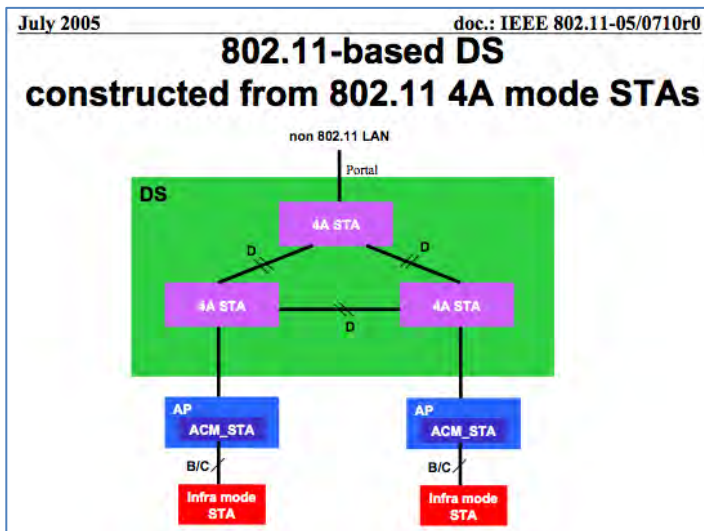 July 2005 doc.: IEEE 802.11-05/0710r0
802.11-based DS
constructed from 802.11 4A mode STAs
non 802.11 LAN
Portal
DS
4A STA
D D
4A STA 4A STA
D
AP AP
ACM_STA ACM_STA
B/C B/C
Infra mode Infra mode
STA STA